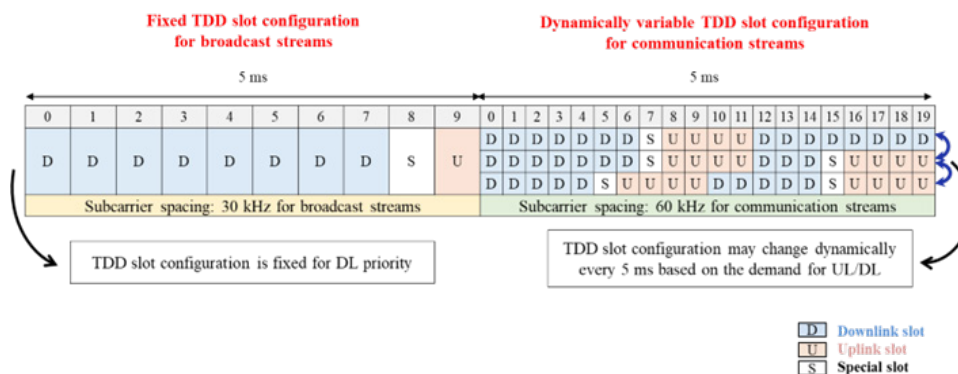 Fixed TDD slot configuration
for broadcast streams
Dynamically variable TDD slot configuration
for communication streams
5 ms
5 ms
0 1 2 3 4 5 6 7 8 9
D D D D D D D D S U
Subcarrier spacing: 30 kHz for broadcast streams
0 1 2 3 4 5 6 7 8 9 10 11 12 13 14 15 16 17 18 19
D D D D D D D S U U U U D D D D D D D D
D D D D D D D S U U U U D D D S U U U U
D D D D D S U U U U D D D D D S U U U U
Subcarrier spacing: 60 kHz for communication streams
TDD slot configuration is fixed for DL priority
TDD slot configuration may change dynamically
every 5 ms based on the demand for UL/DL
D Downlink slot
U Uplink slot
S Special slot